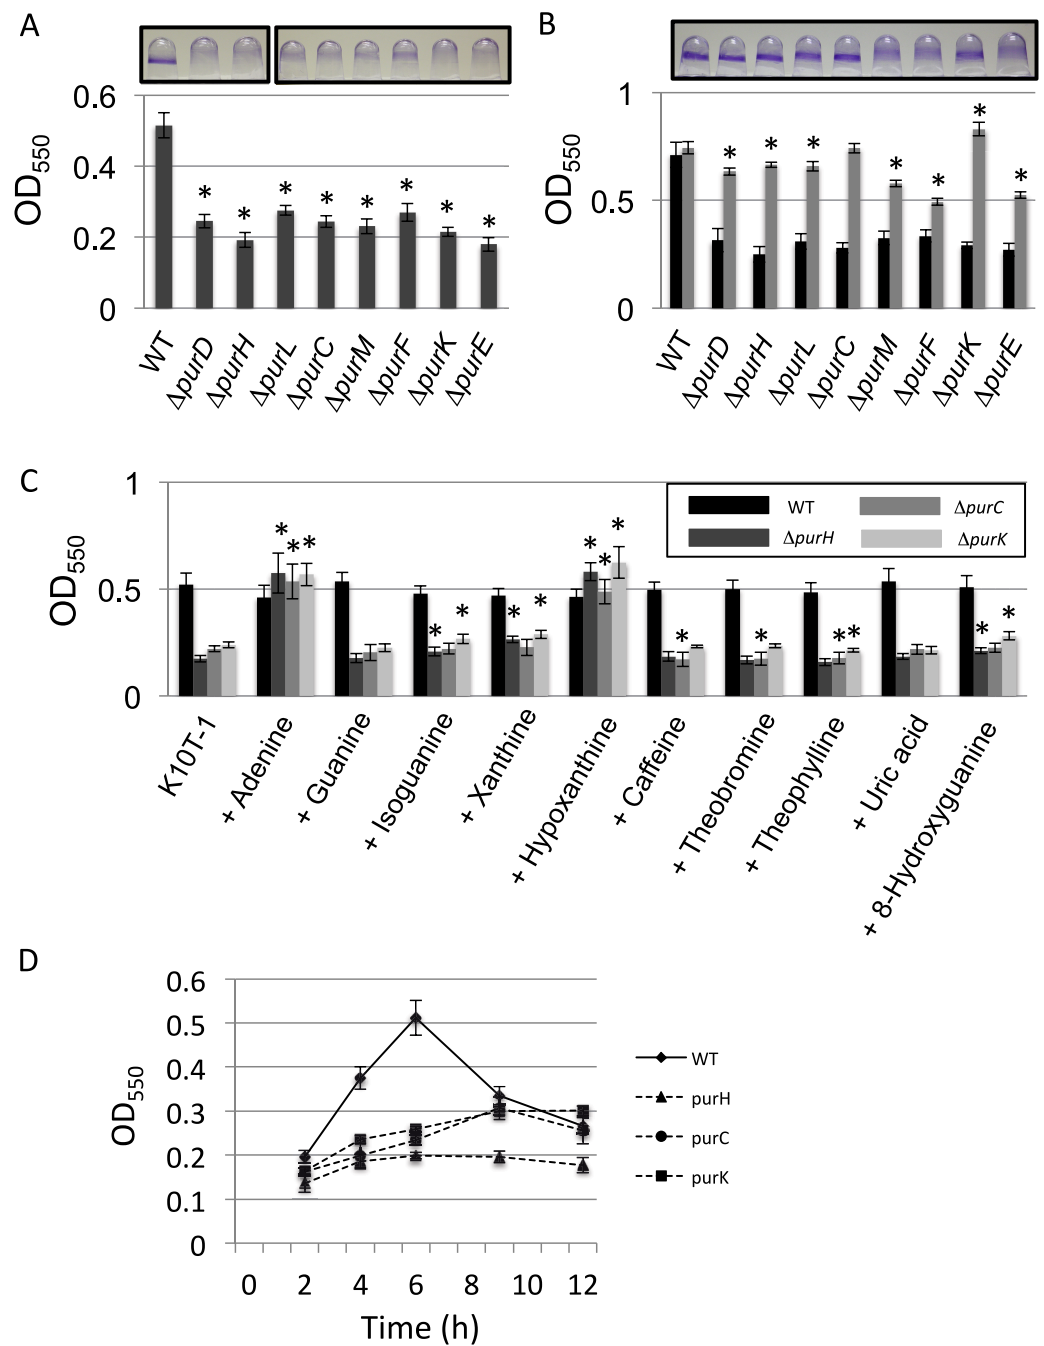 A
0.6
0.4
0.2
0
OD550
WT
ΔpurD
ΔpurH
ΔpurL
ΔpurC
ΔpurM
ΔpurF
ΔpurK
ΔpurE
* * * * * * * *
B
1
0.5
0
OD550
WT
ΔpurD
ΔpurH
ΔpurL
ΔpurC
ΔpurM
ΔpurF
ΔpurK
ΔpurE
* * * * * * *
C
1
0.5
0
OD550
WT
ΔpurC
ΔpurH
ΔpurK
* * * * * * * * * * * * * * * *
K10T-1
+ Adenine
+ Guanine
+ Isoguanine
+ Xanthine
+ Hypoxanthine
+ Caffeine
+ Theobromine
+ Theophylline
+ Uric acid
+ 8-Hydroxyguanine
D
0.6
0.5
0.4
0.3
0.2
0.1
0
OD550
0 2 4 6 8 10 12
Time (h)
WT
purH
purC
purK